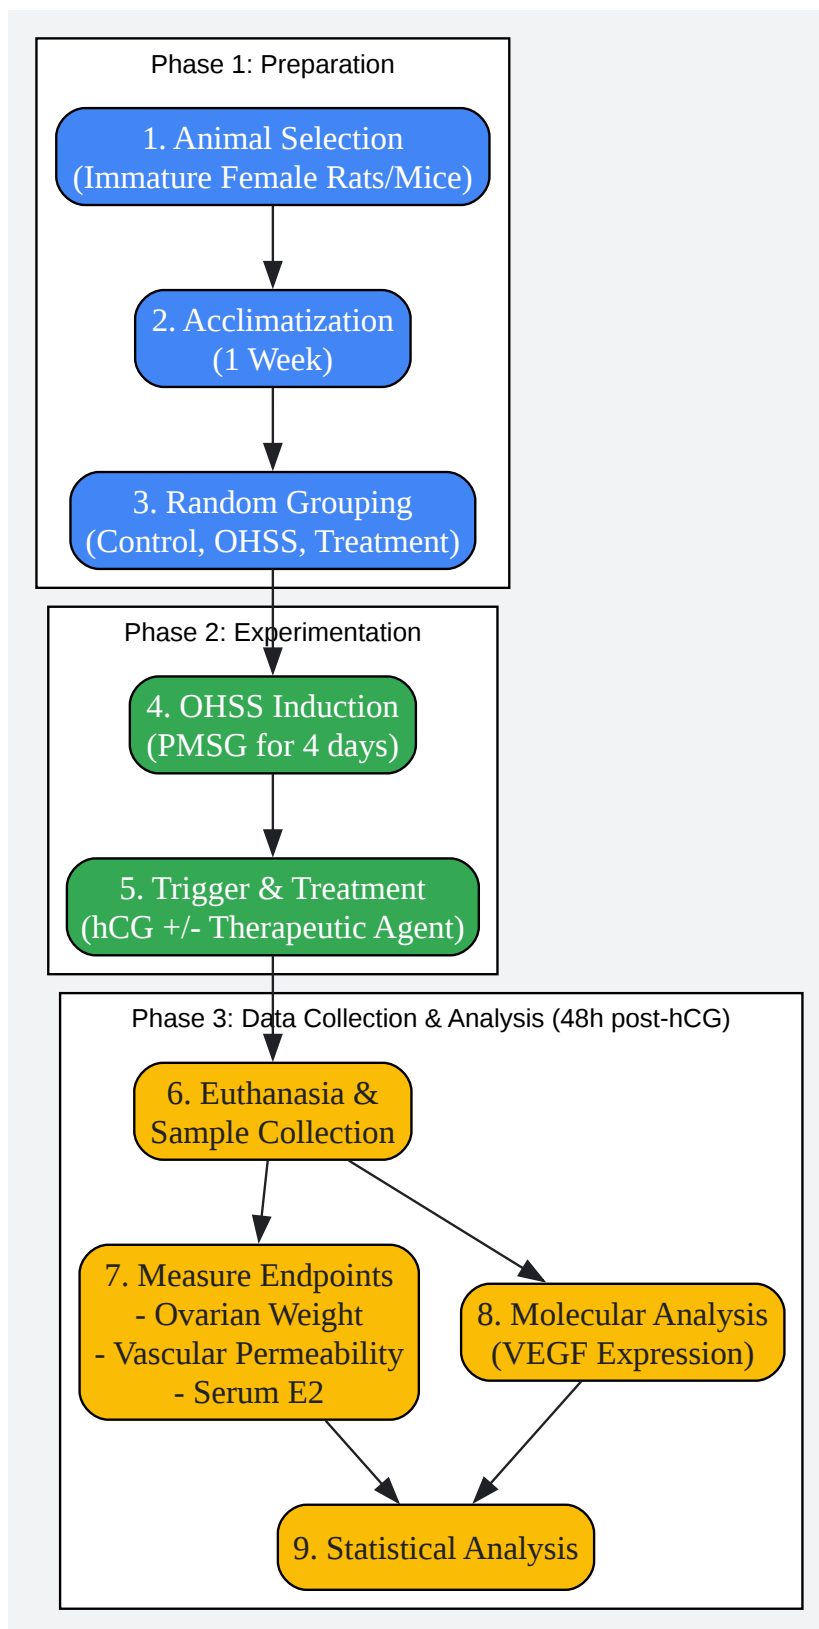 Phase 1: Preparation
1. Animal Selection
(Immature Female Rats/Mice)
2. Acclimatization
(1 Week)
3. Random Grouping
(Control, OHSS, Treatment)
Phase 2: Experimentation
4. OHSS Induction
(PMSG for 4 days)
5. Trigger & Treatment
(hCG +/- Therapeutic Agent)
Phase 3: Data Collection & Analysis (48h post-hCG)
6. Euthanasia &
Sample Collection
7. Measure Endpoints
- Ovarian Weight
- Vascular Permeability
- Serum E2
8. Molecular Analysis
(VEGF Expression)
9. Statistical Analysis